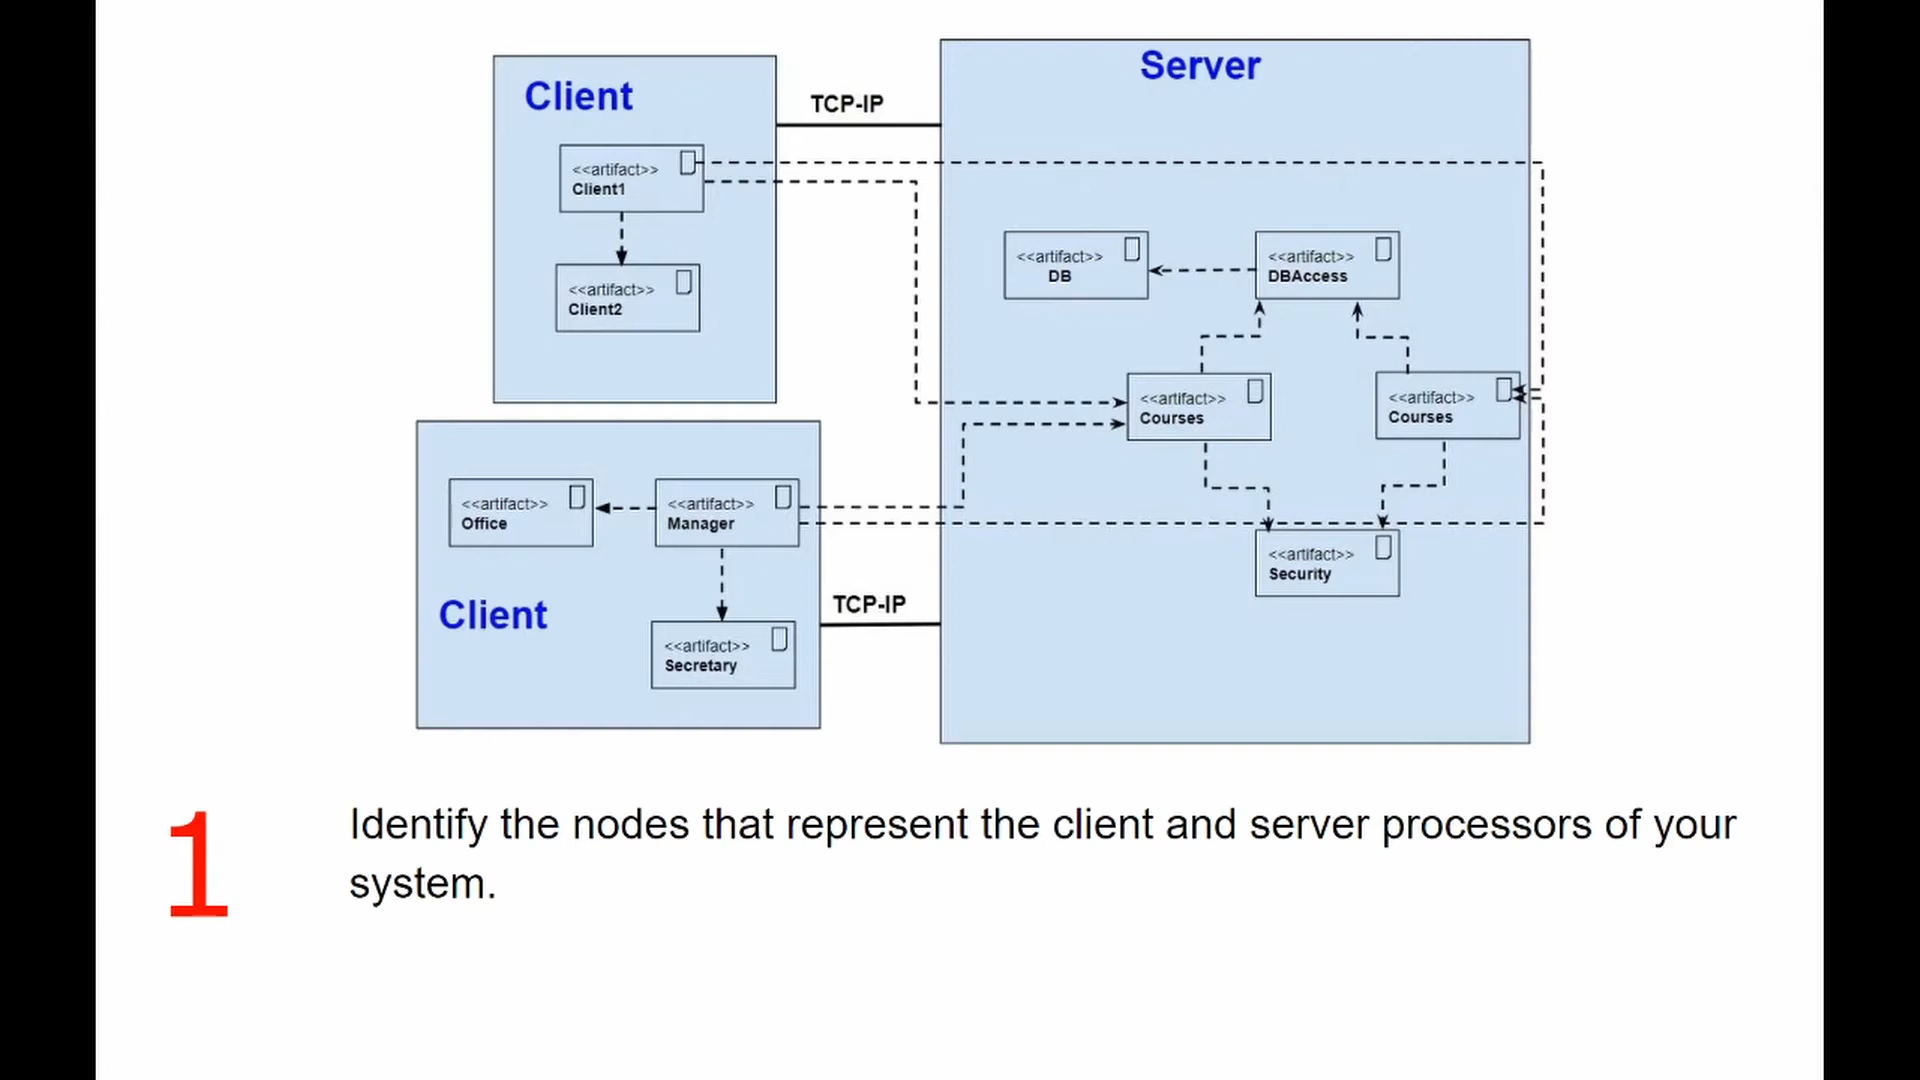 Server
Client
TCP-IP
<<artifact>>
Client1
<<artifact>>
DB
<<artifact>>
DBAccess
<<artifact>>
Client2
<<artifact>>
Courses
<<artifact>>
Courses
<<artifact>>
Office
<<artifact>>
Manager
<<artifact>>
Security
Client
TCP-IP
<<artifact>>
Secretary
1
Identify the nodes that represent the client and server processors of your
system.